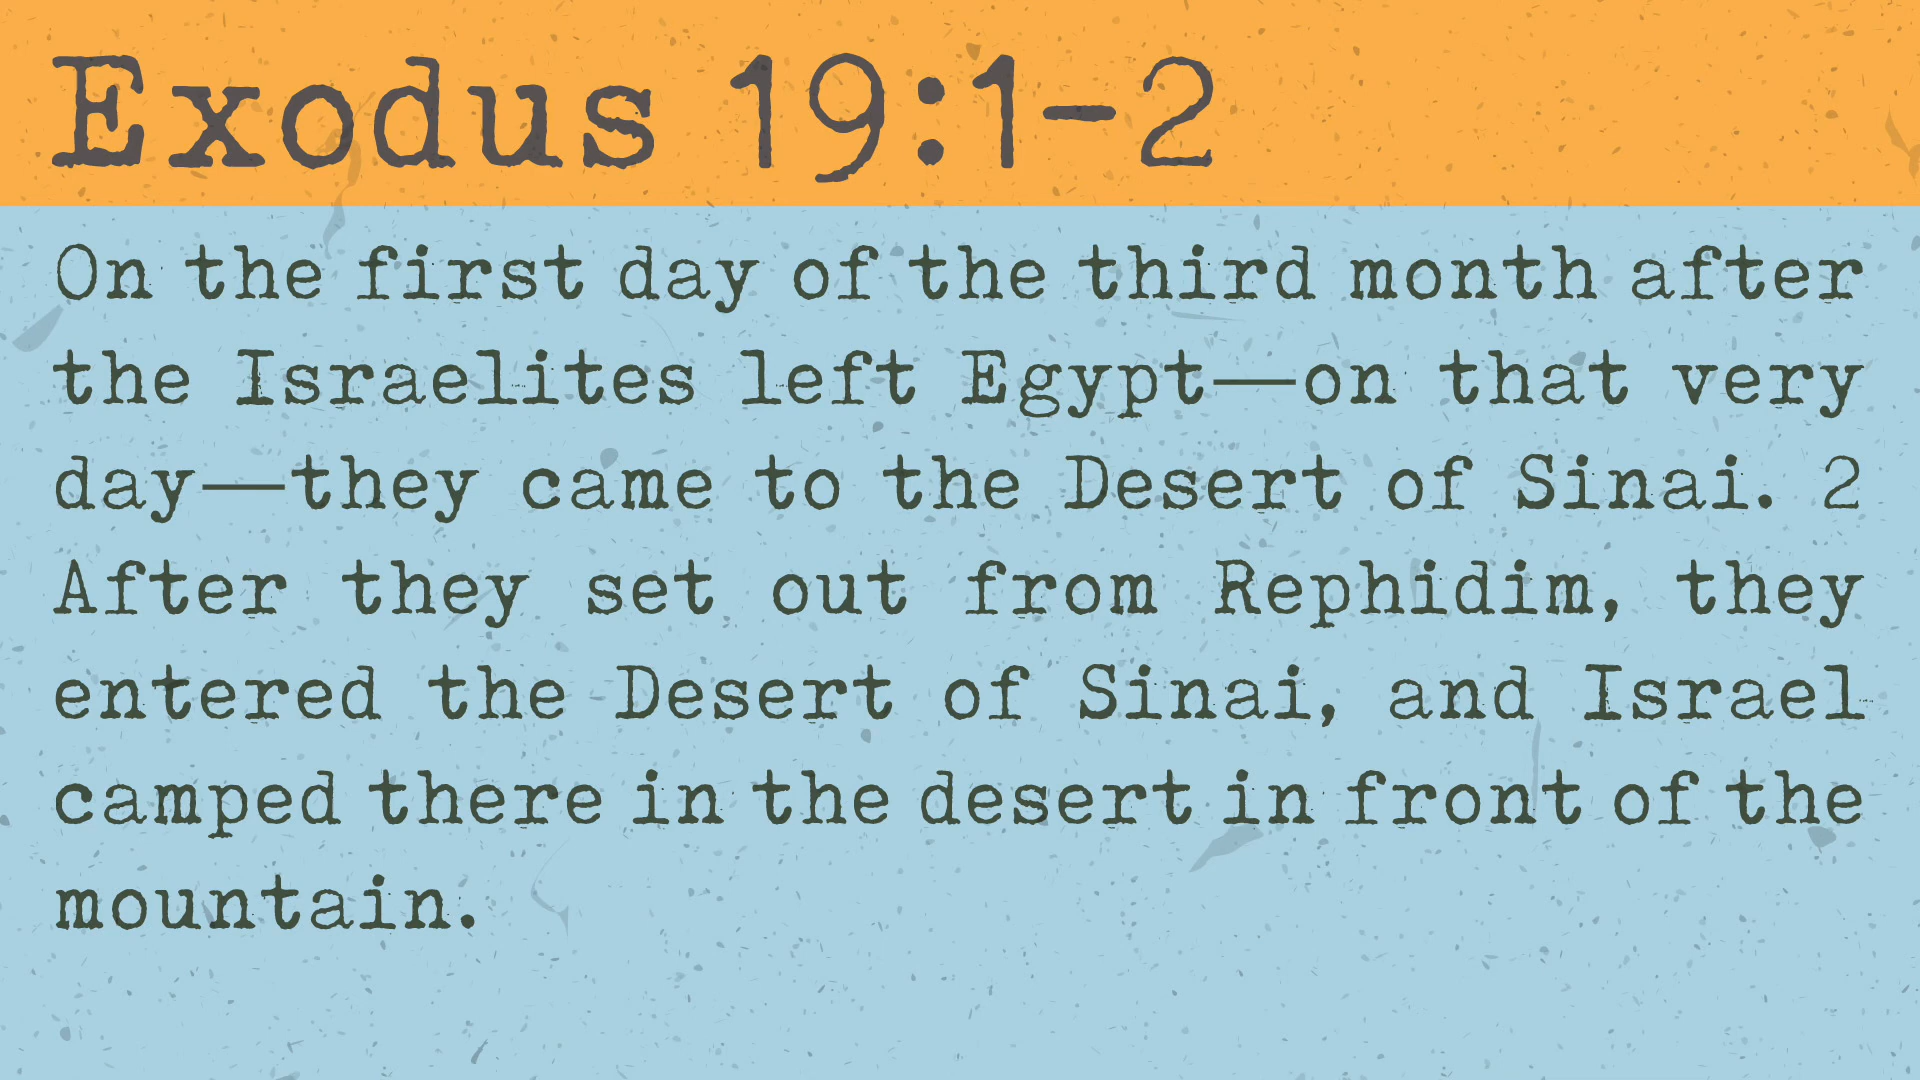 Exodus 19:1-2
On the first day of the third month after
the Israelites left Egypt—on that very
day—they came to the Desert of Sinai. 2
After they set out from Rephidim, they
entered the Desert of Sinai, and Israel
camped there in the desert in front of the
mountain.